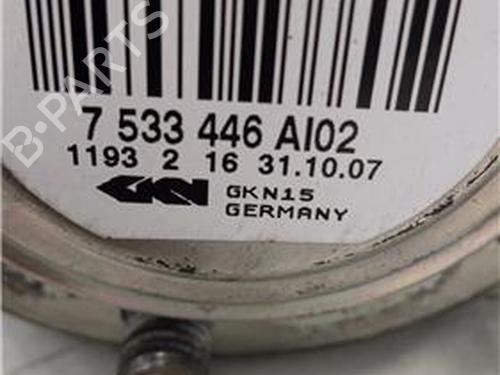 7 533 446 AI02
1193 2 16 31.10.07
GKN GKN15
GERMANY
B-Parts